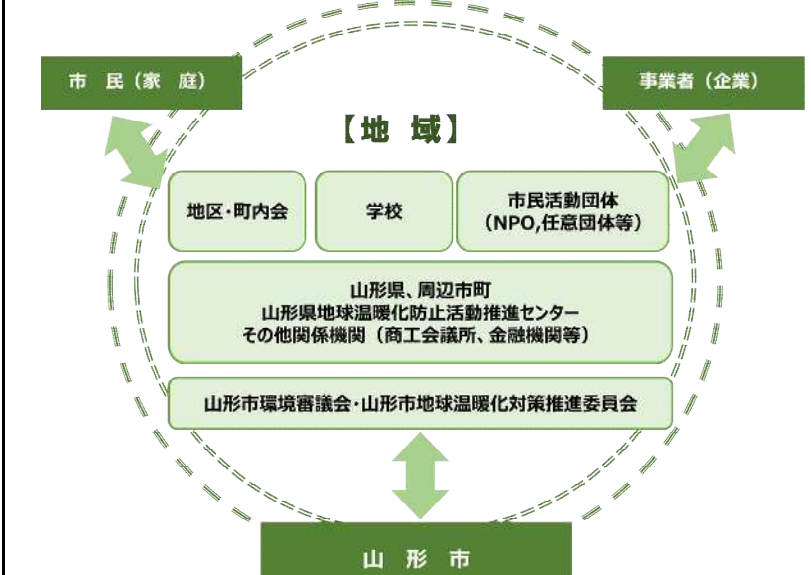 市 民（家 庭）
事業者（企業）
【地 域】
地区・町内会
学校
市民活動団体
（NPO,任意団体等）
山形県、周辺市町
山形県地球温暖化防止活動推進センター
その他関係機関（商工会議所、金融機関等）
山形市環境審議会・山形市地球温暖化対策推進委員会
山 形 市